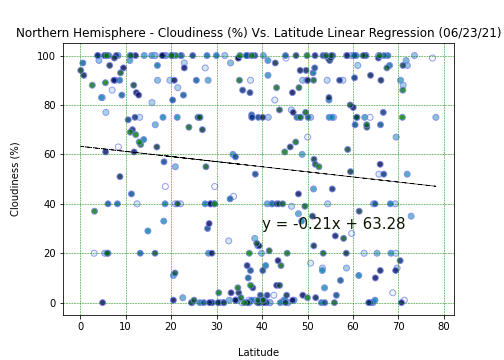 Northern Hemisphere - Cloudiness (%) Vs. Latitude Linear Regression (06/23/21)
100
80
60
40
20
0
Cloudiness (%)
y = -0.21x + 63.28
0 10 20 30 40 50 60 70 80
Latitude